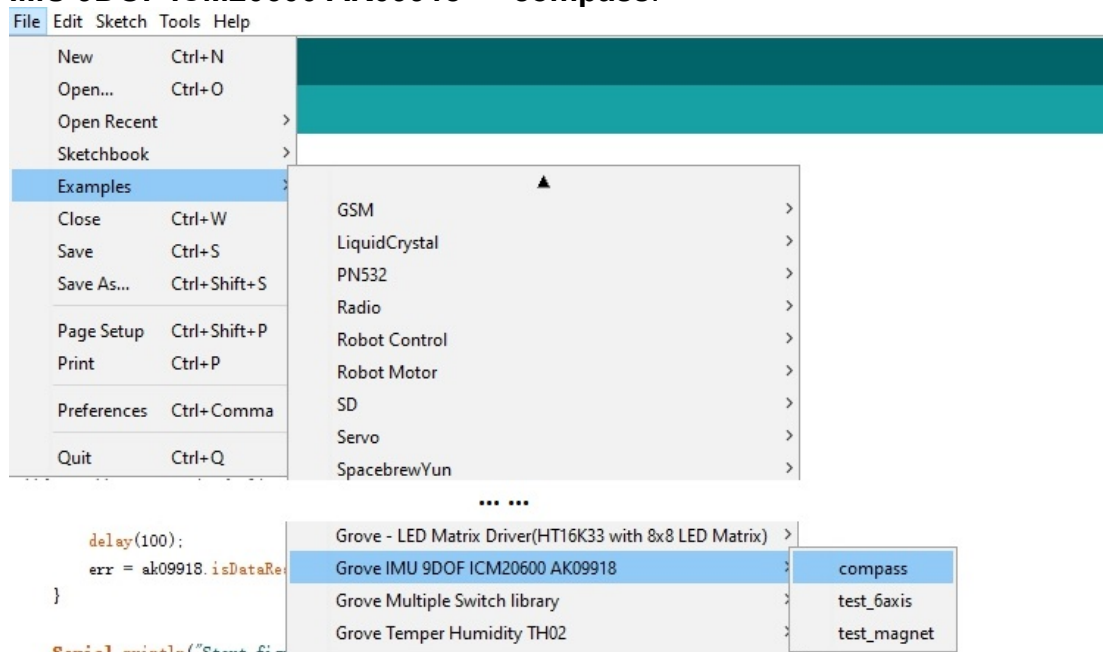 File Edit Sketch Tools Help
New Ctrl+N
Open... Ctrl+O
Open Recent >
Sketchbook >
Examples
Close Ctrl+W
Save Ctrl+S
Save As... Ctrl+Shift+S
Page Setup Ctrl+Shift+P
Print Ctrl+P
Preferences Ctrl+Comma
Quit Ctrl+Q
GSM >
LiquidCrystal >
PN532 >
Radio >
Robot Control >
Robot Motor >
SD >
Servo >
SpacebrewYun >
... ...
delay(100);
err = ak09918.isDataRe
}
Grove - LED Matrix Driver(HT16K33 with 8x8 LED Matrix) >
Grove IMU 9DOF ICM20600 AK09918 >
Grove Multiple Switch library >
Grove Temper Humidity TH02 >
compass
test_6axis
test_magnet